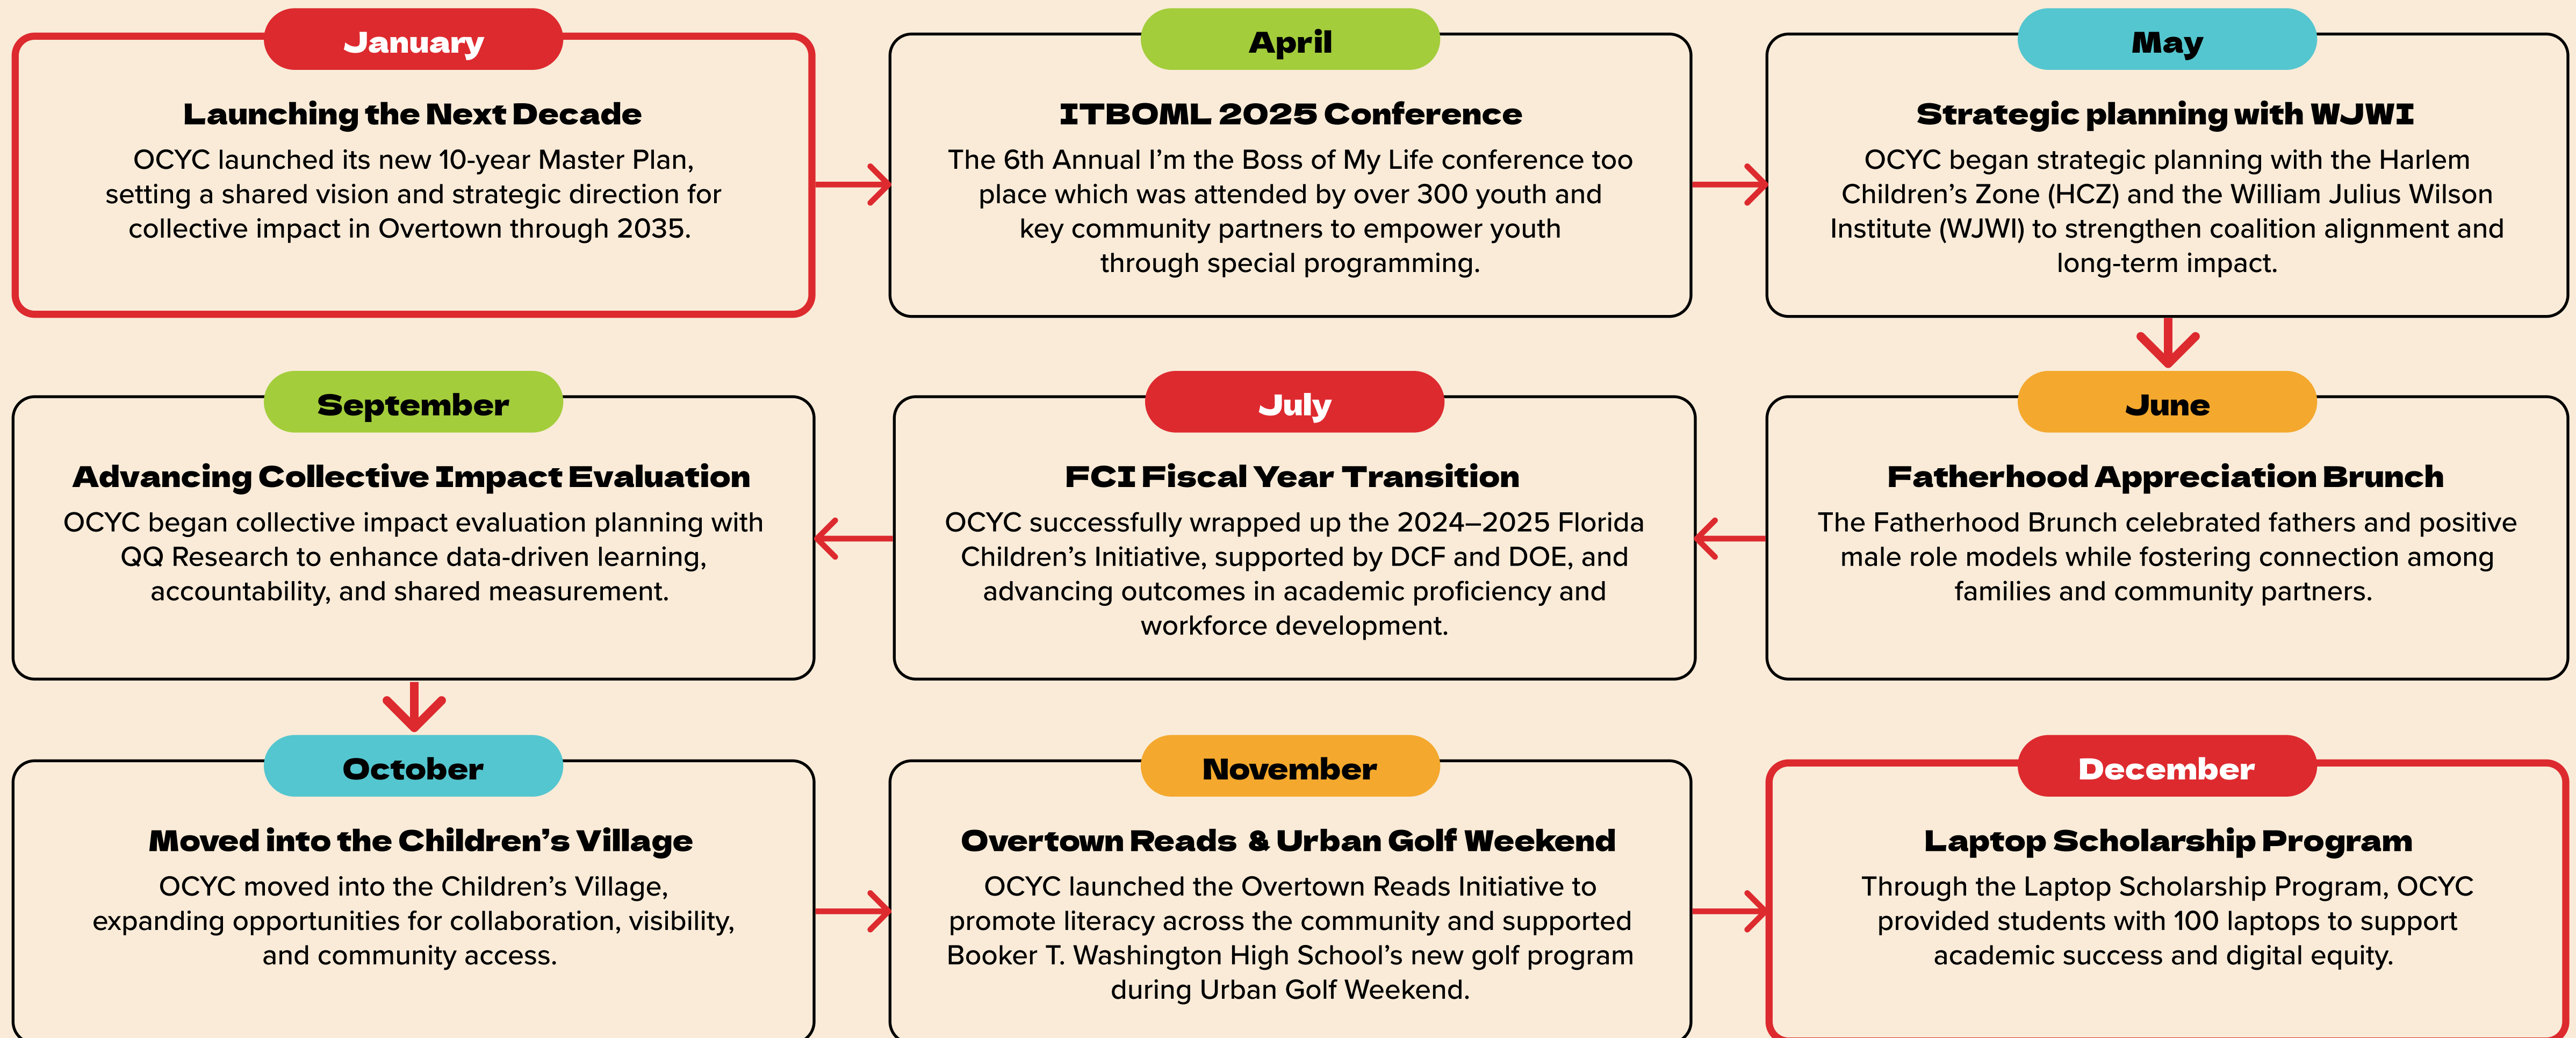 January
Launching the Next Decade
OCYC launched its new 10-year Master Plan,
setting a shared vision and strategic direction for
collective impact in Overtown through 2035.
April
ITBOML 2025 Conference
The 6th Annual I'm the Boss of My Life conference too
place which was attended by over 300 youth and
key community partners to empower youth
through special programming.
May
Strategic planning with WJWI
OCYC began strategic planning with the Harlem
Children's Zone (HCZ) and the William Julius Wilson
Institute (WJWI) to strengthen coalition alignment and
long-term impact.
June
Fatherhood Appreciation Brunch
The Fatherhood Brunch celebrated fathers and positive
male role models while fostering connection among
families and community partners.
July
FCI Fiscal Year Transition
OCYC successfully wrapped up the 2024–2025 Florida
Children's Initiative, supported by DCF and DOE, and
advancing outcomes in academic proficiency and
workforce development.
September
Advancing Collective Impact Evaluation
OCYC began collective impact evaluation planning with
QQ Research to enhance data-driven learning,
accountability, and shared measurement.
October
Moved into the Children's Village
OCYC moved into the Children's Village,
expanding opportunities for collaboration, visibility,
and community access.
November
Overtown Reads & Urban Golf Weekend
OCYC launched the Overtown Reads Initiative to
promote literacy across the community and supported
Booker T. Washington High School's new golf program
during Urban Golf Weekend.
December
Laptop Scholarship Program
Through the Laptop Scholarship Program, OCYC
provided students with 100 laptops to support
academic success and digital equity.